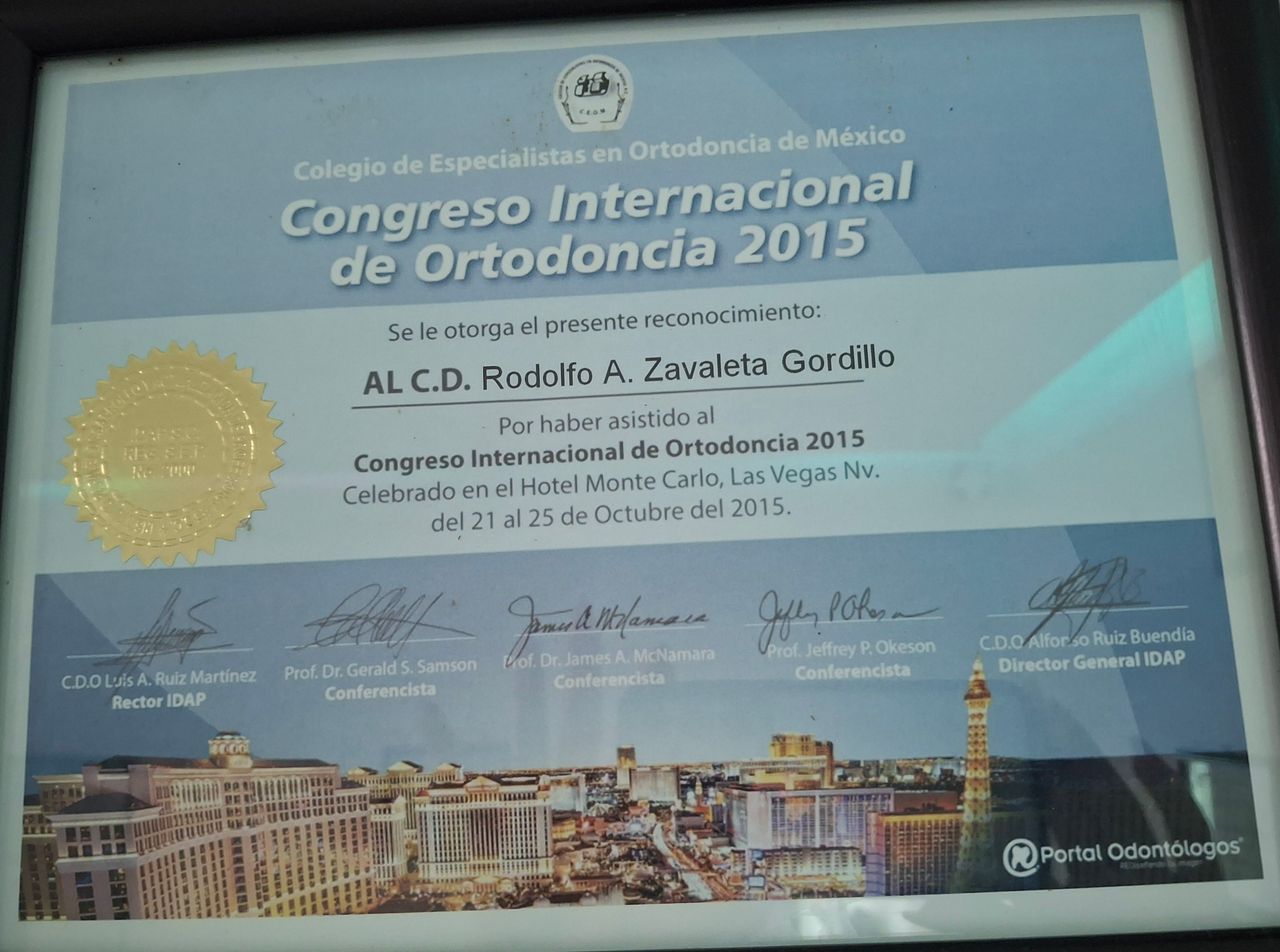 C.E.O.M.
Colegio de Especialistas en Ortodoncia de México
Congreso Internacional
de Ortodoncia 2015
Se le otorga el presente reconocimiento:
AL C.D. Rodolfo A. Zavaleta Gordillo
Por haber asistido al
Congreso Internacional de Ortodoncia 2015
Celebrado en el Hotel Monte Carlo, Las Vegas Nv.
del 21 al 25 de Octubre del 2015.
James A. McNamara
C.D.O Luis A. Ruiz Martínez
Rector IDAP
Prof. Dr. Gerald S. Samson
Conferencista
Prof. Dr. James A. McNamara
Conferencista
Prof. Jeffrey P. Okeson
Conferencista
C.D.O Alfonso Ruiz Buendía
Director General IDAP
Portal Odontólogos